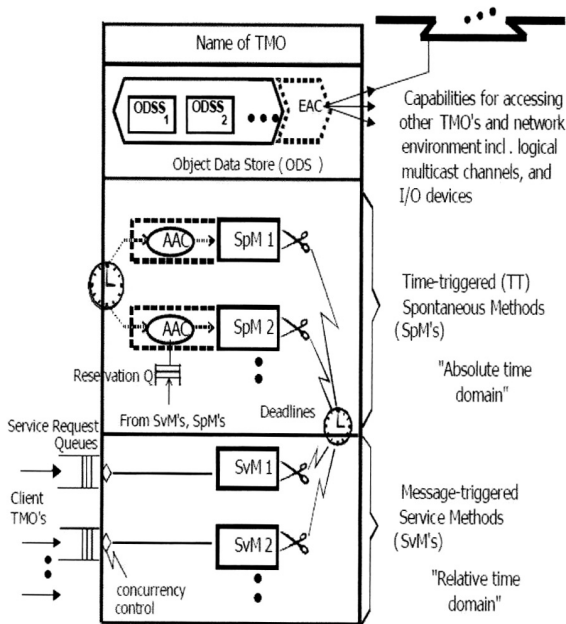 Name of TMO
ODSS
1
ODSS
2
EAC
Object Data Store ( ODS )
Capabilities for accessing
other TMO's and network
environment incl . logical
multicast channels, and
I/O devices
AAC
SpM 1
AAC
SpM 2
Reservation Q
From SvM's, SpM's
Deadlines
Time-triggered (TT)
Spontaneous Methods
(SpM's)
"Absolute time
domain"
Service Request
Queues
Client
TMO's
SvM 1
SvM 2
concurrency
control
Message-triggered
Service Methods
(SvM's)
"Relative time
domain"